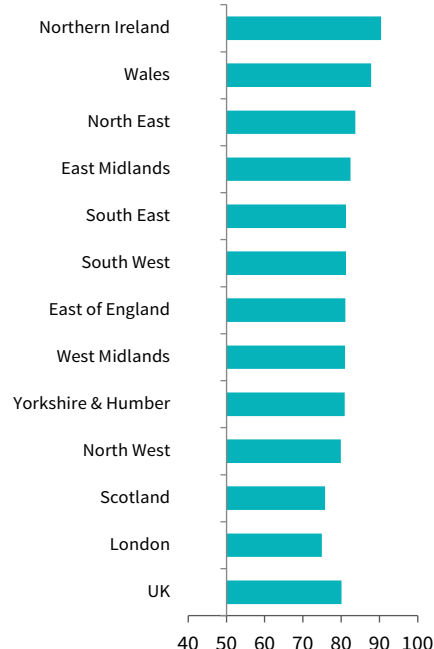 Northern Ireland
Wales
North East
East Midlands
South East
South West
East of England
West Midlands
Yorkshire & Humber
North West
Scotland
London
UK
40 50 60 70 80 90 100